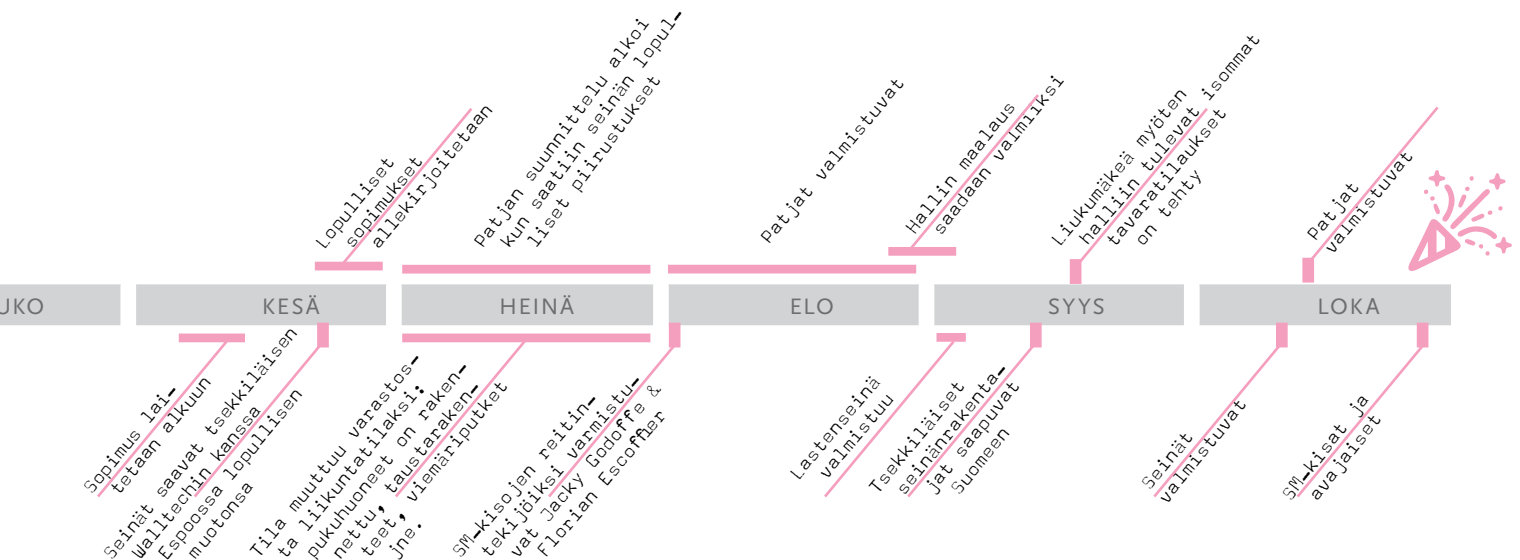 Lopulliset
sopimukset
allekirjoitetaan
Patjan suunnittelu alkoi
kun saatiin seinän lopul-
liset piirustukset
Patjat valmistuvat
Hallin maalaus
saadaan valmiiksi
Liukumäkeä myöten
halliin tulevat isommat
tavaratilaukset
on tehty
Patjat
valmistuvat
UKO
KESÄ
HEINÄ
ELO
SYYS
LOKA
Sopimus lai-
tetaan alkuun
Seinät saavat tsekkiläisen
Walltechin kanssa
Espoossa lopullisen
muotonsa
Tila muuttuu varastos-
ta liikuntatilaksi:
pukuhuoneet on raken-
nettu, taustaraken-
teet, viemäriputket
jne.
SM-kisojen reitin-
tekijöiksi varmistu-
vat Jacky Godoffe &
Florian Escoffier
Lastenseinä
valmistuu
Tsekkiläiset
seinänrakenta-
jat saapuvat
Suomeen
Seinät
valmistuvat
SM-kisat ja
avajaiset